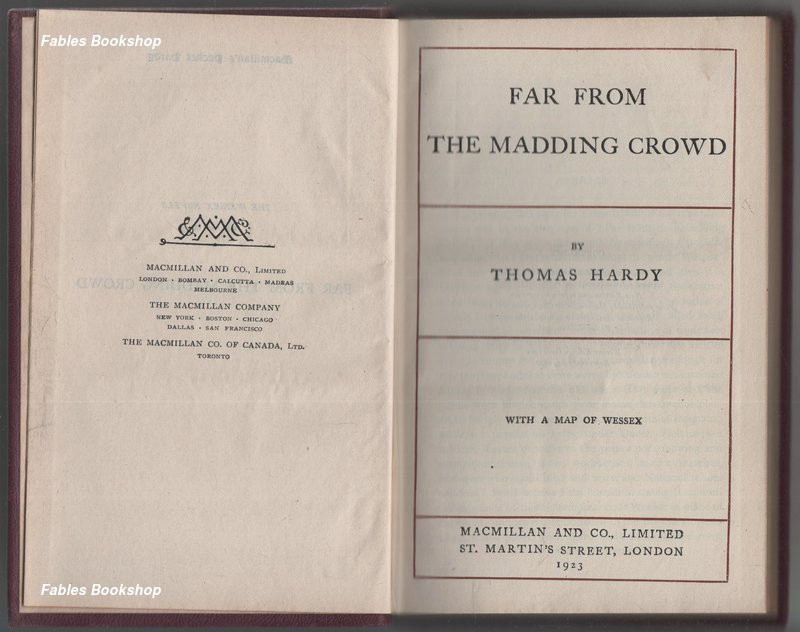 Fables Bookshop
MACMILLAN AND CO., LIMITED
LONDON · BOMBAY · CALCUTTA · MADRAS
MELBOURNE
THE MACMILLAN COMPANY
NEW YORK · BOSTON · CHICAGO
DALLAS · SAN FRANCISCO
THE MACMILLAN CO. OF CANADA, LTD.
TORONTO
Fables Bookshop
FAR FROM
THE MADDING CROWD
BY
THOMAS HARDY
WITH A MAP OF WESSEX
MACMILLAN AND CO., LIMITED
ST. MARTIN'S STREET, LONDON
1923